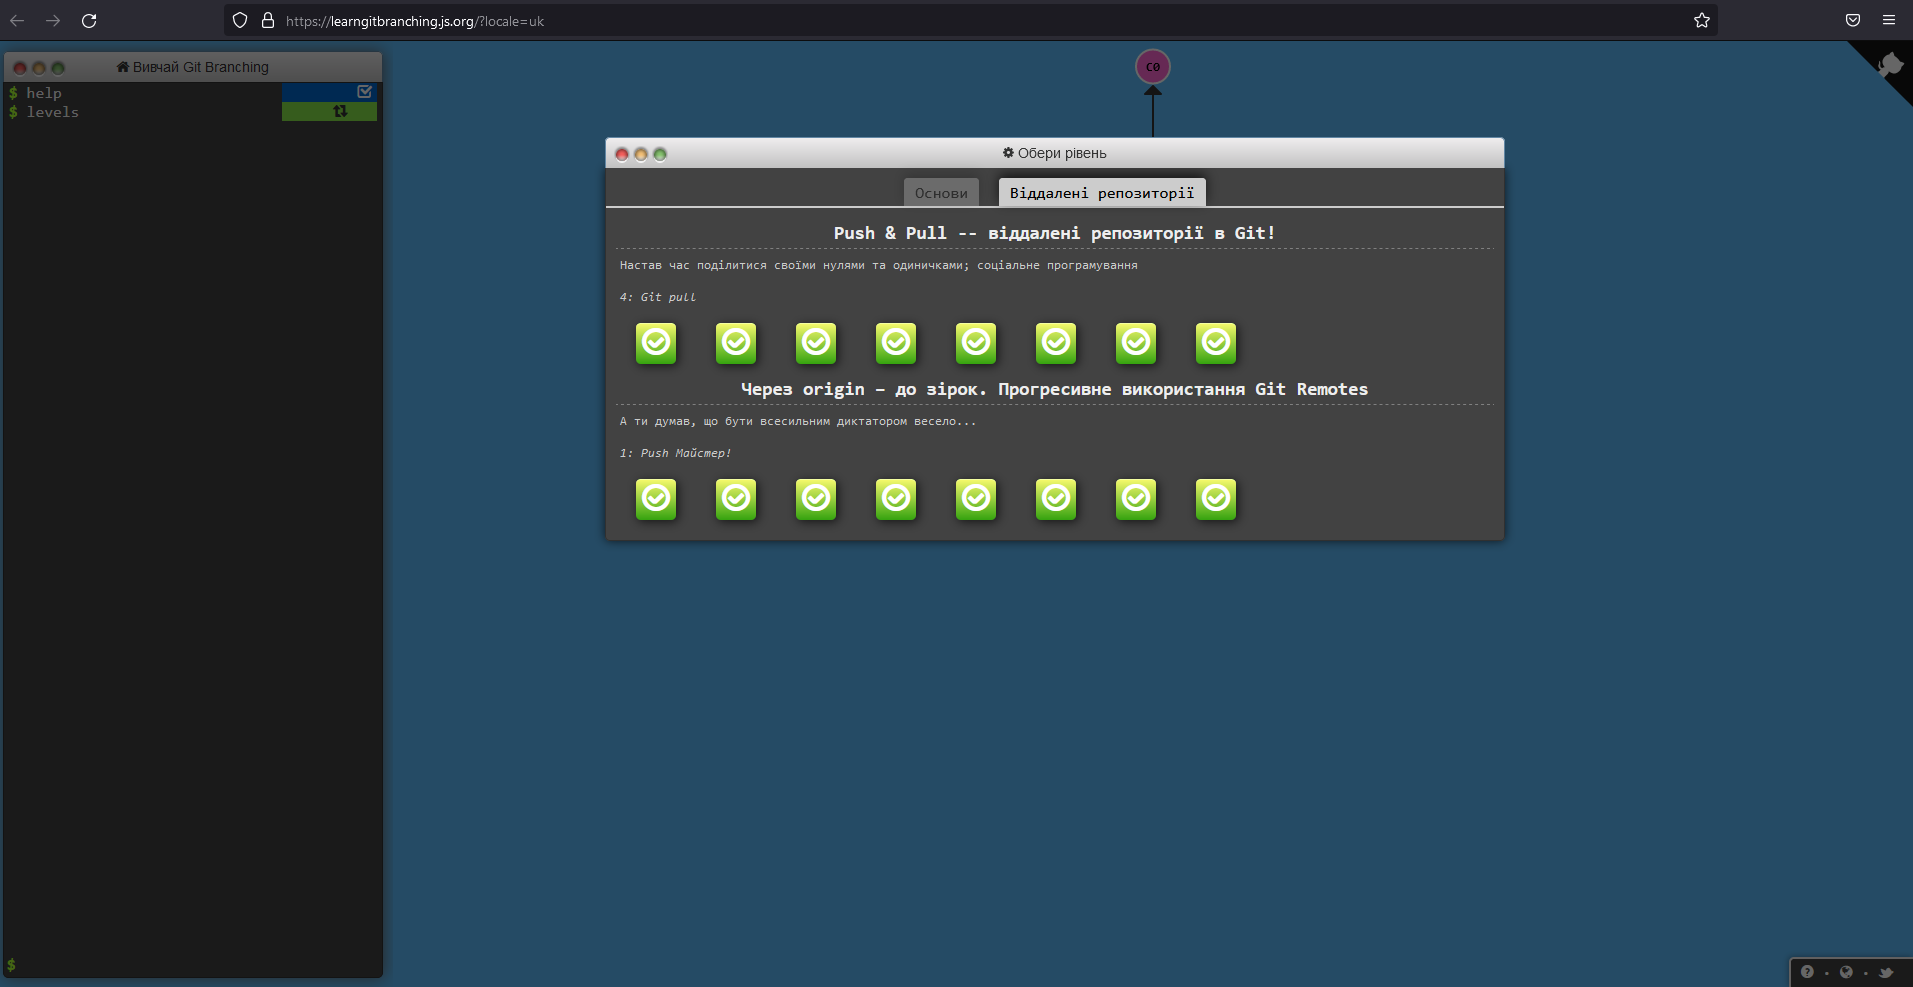 https://learngitbranching.js.org/?locale=uk
Вивчай Git Branching
$ help
$ levels
$
C0
Обери рівень
Основи
Віддалені репозиторії
Push & Pull -- віддалені репозиторії в Git!
Настав час поділитися своїми нулями та одиничками; соціальне програмування
4: Git pull
Через origin – до зірок. Прогресивне використання Git Remotes
А ти думав, що бути всесильним диктатором весело...
1: Push Майстер!